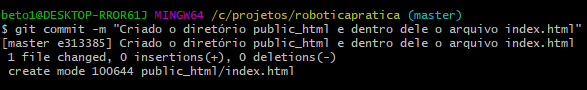 beto1@DESKTOP-RROR61J MINGW64 /c/projetos/roboticapratica (master)
$ git commit -m "Criado o diretório public_html e dentro dele o arquivo index.html"
[master e313385] Criado o diretório public_html e dentro dele o arquivo index.html
 1 file changed, 0 insertions(+), 0 deletions(-)
 create mode 100644 public_html/index.html